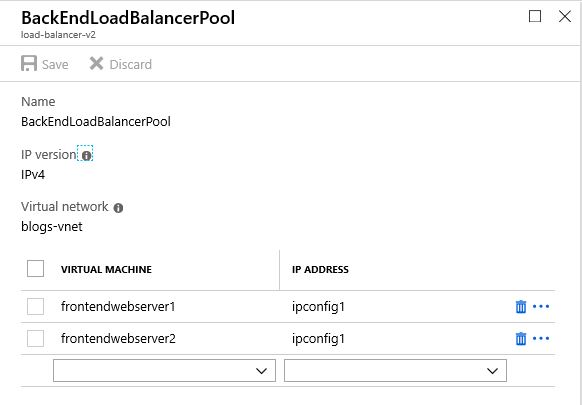 BackEndLoadBalancerPool
load-balancer-v2
Save Discard
Name
BackEndLoadBalancerPool
IP version
IPv4
Virtual network
blogs-vnet
VIRTUAL MACHINE IP ADDRESS
frontendwebserver1 ipconfig1
frontendwebserver2 ipconfig1